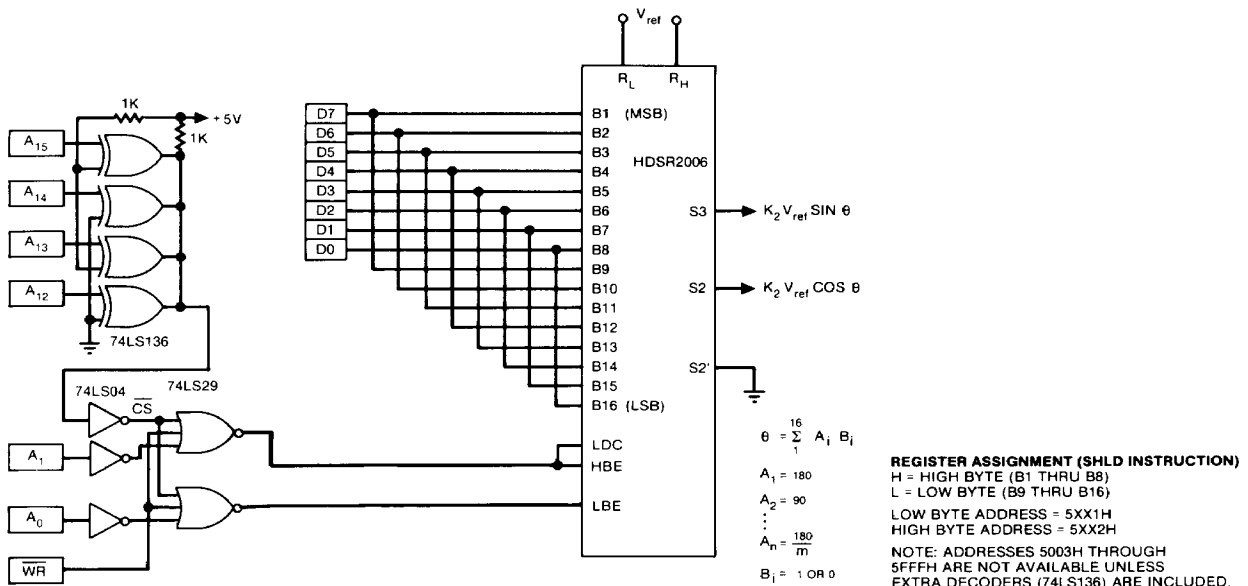 V_ref
R_L R_H
1K
+5V
1K
A_15
A_14
A_13
A_12
74LS136
D7
D6
D5
D4
D3
D2
D1
D0
B1 (MSB)
B2
B3
B4
B5
B6
B7
B8
B9
B10
B11
B12
B13
B14
B15
B16 (LSB)
LDC
HBE
LBE
HDSR2006
S3
K_2 V_ref SIN θ
S2
K_2 V_ref COS θ
S2'
74LS04
CS
74LS29
A_1
A_0
WR
θ = Σ A_i B_i
16
1
A_1 = 180
A_2 = 90
A_n = 180/m
B_i = 1 OR 0
REGISTER ASSIGNMENT (SHLD INSTRUCTION)
H = HIGH BYTE (B1 THRU B8)
L = LOW BYTE (B9 THRU B16)
LOW BYTE ADDRESS = 5XX1H
HIGH BYTE ADDRESS = 5XX2H
NOTE: ADDRESSES 5003H THROUGH
5FFFH ARE NOT AVAILABLE UNLESS
EXTRA DECODERS (74LS136) ARE INCLUDED.